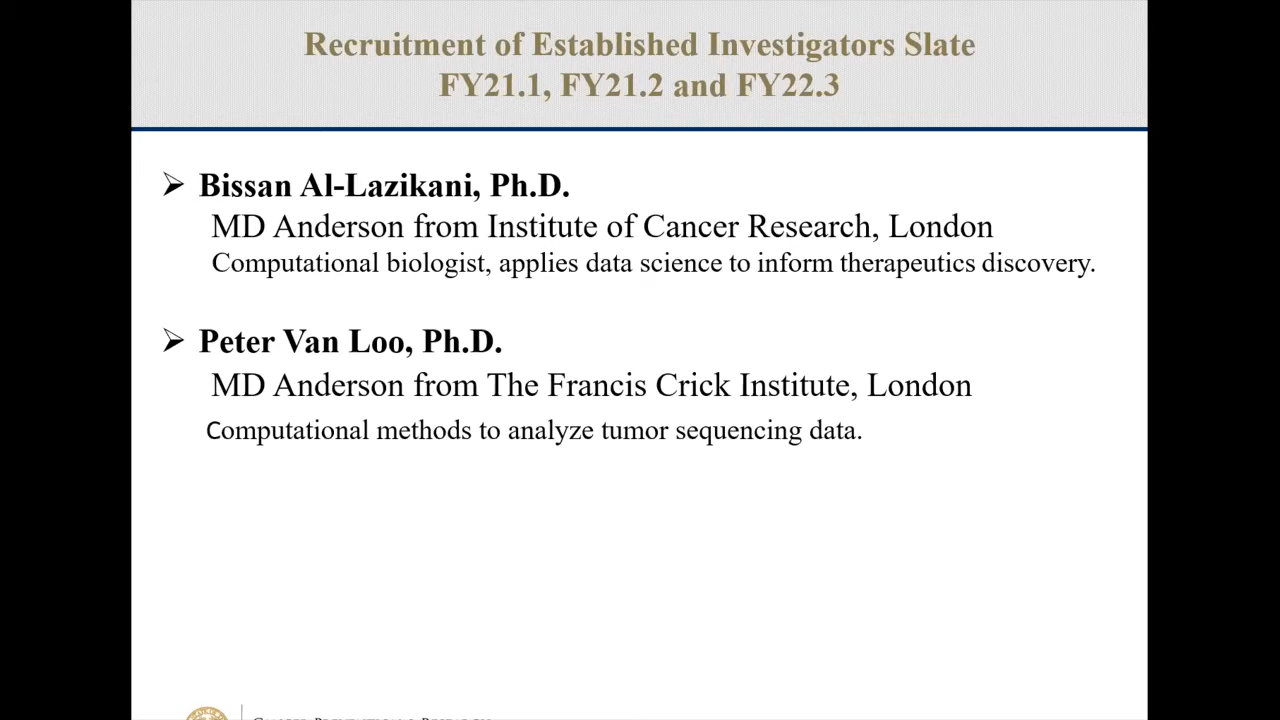 Recruitment of Established Investigators Slate
FY21.1, FY21.2 and FY22.3
➢ Bissan Al-Lazikani, Ph.D.
MD Anderson from Institute of Cancer Research, London
Computational biologist, applies data science to inform therapeutics discovery.
➢ Peter Van Loo, Ph.D.
MD Anderson from The Francis Crick Institute, London
Computational methods to analyze tumor sequencing data.